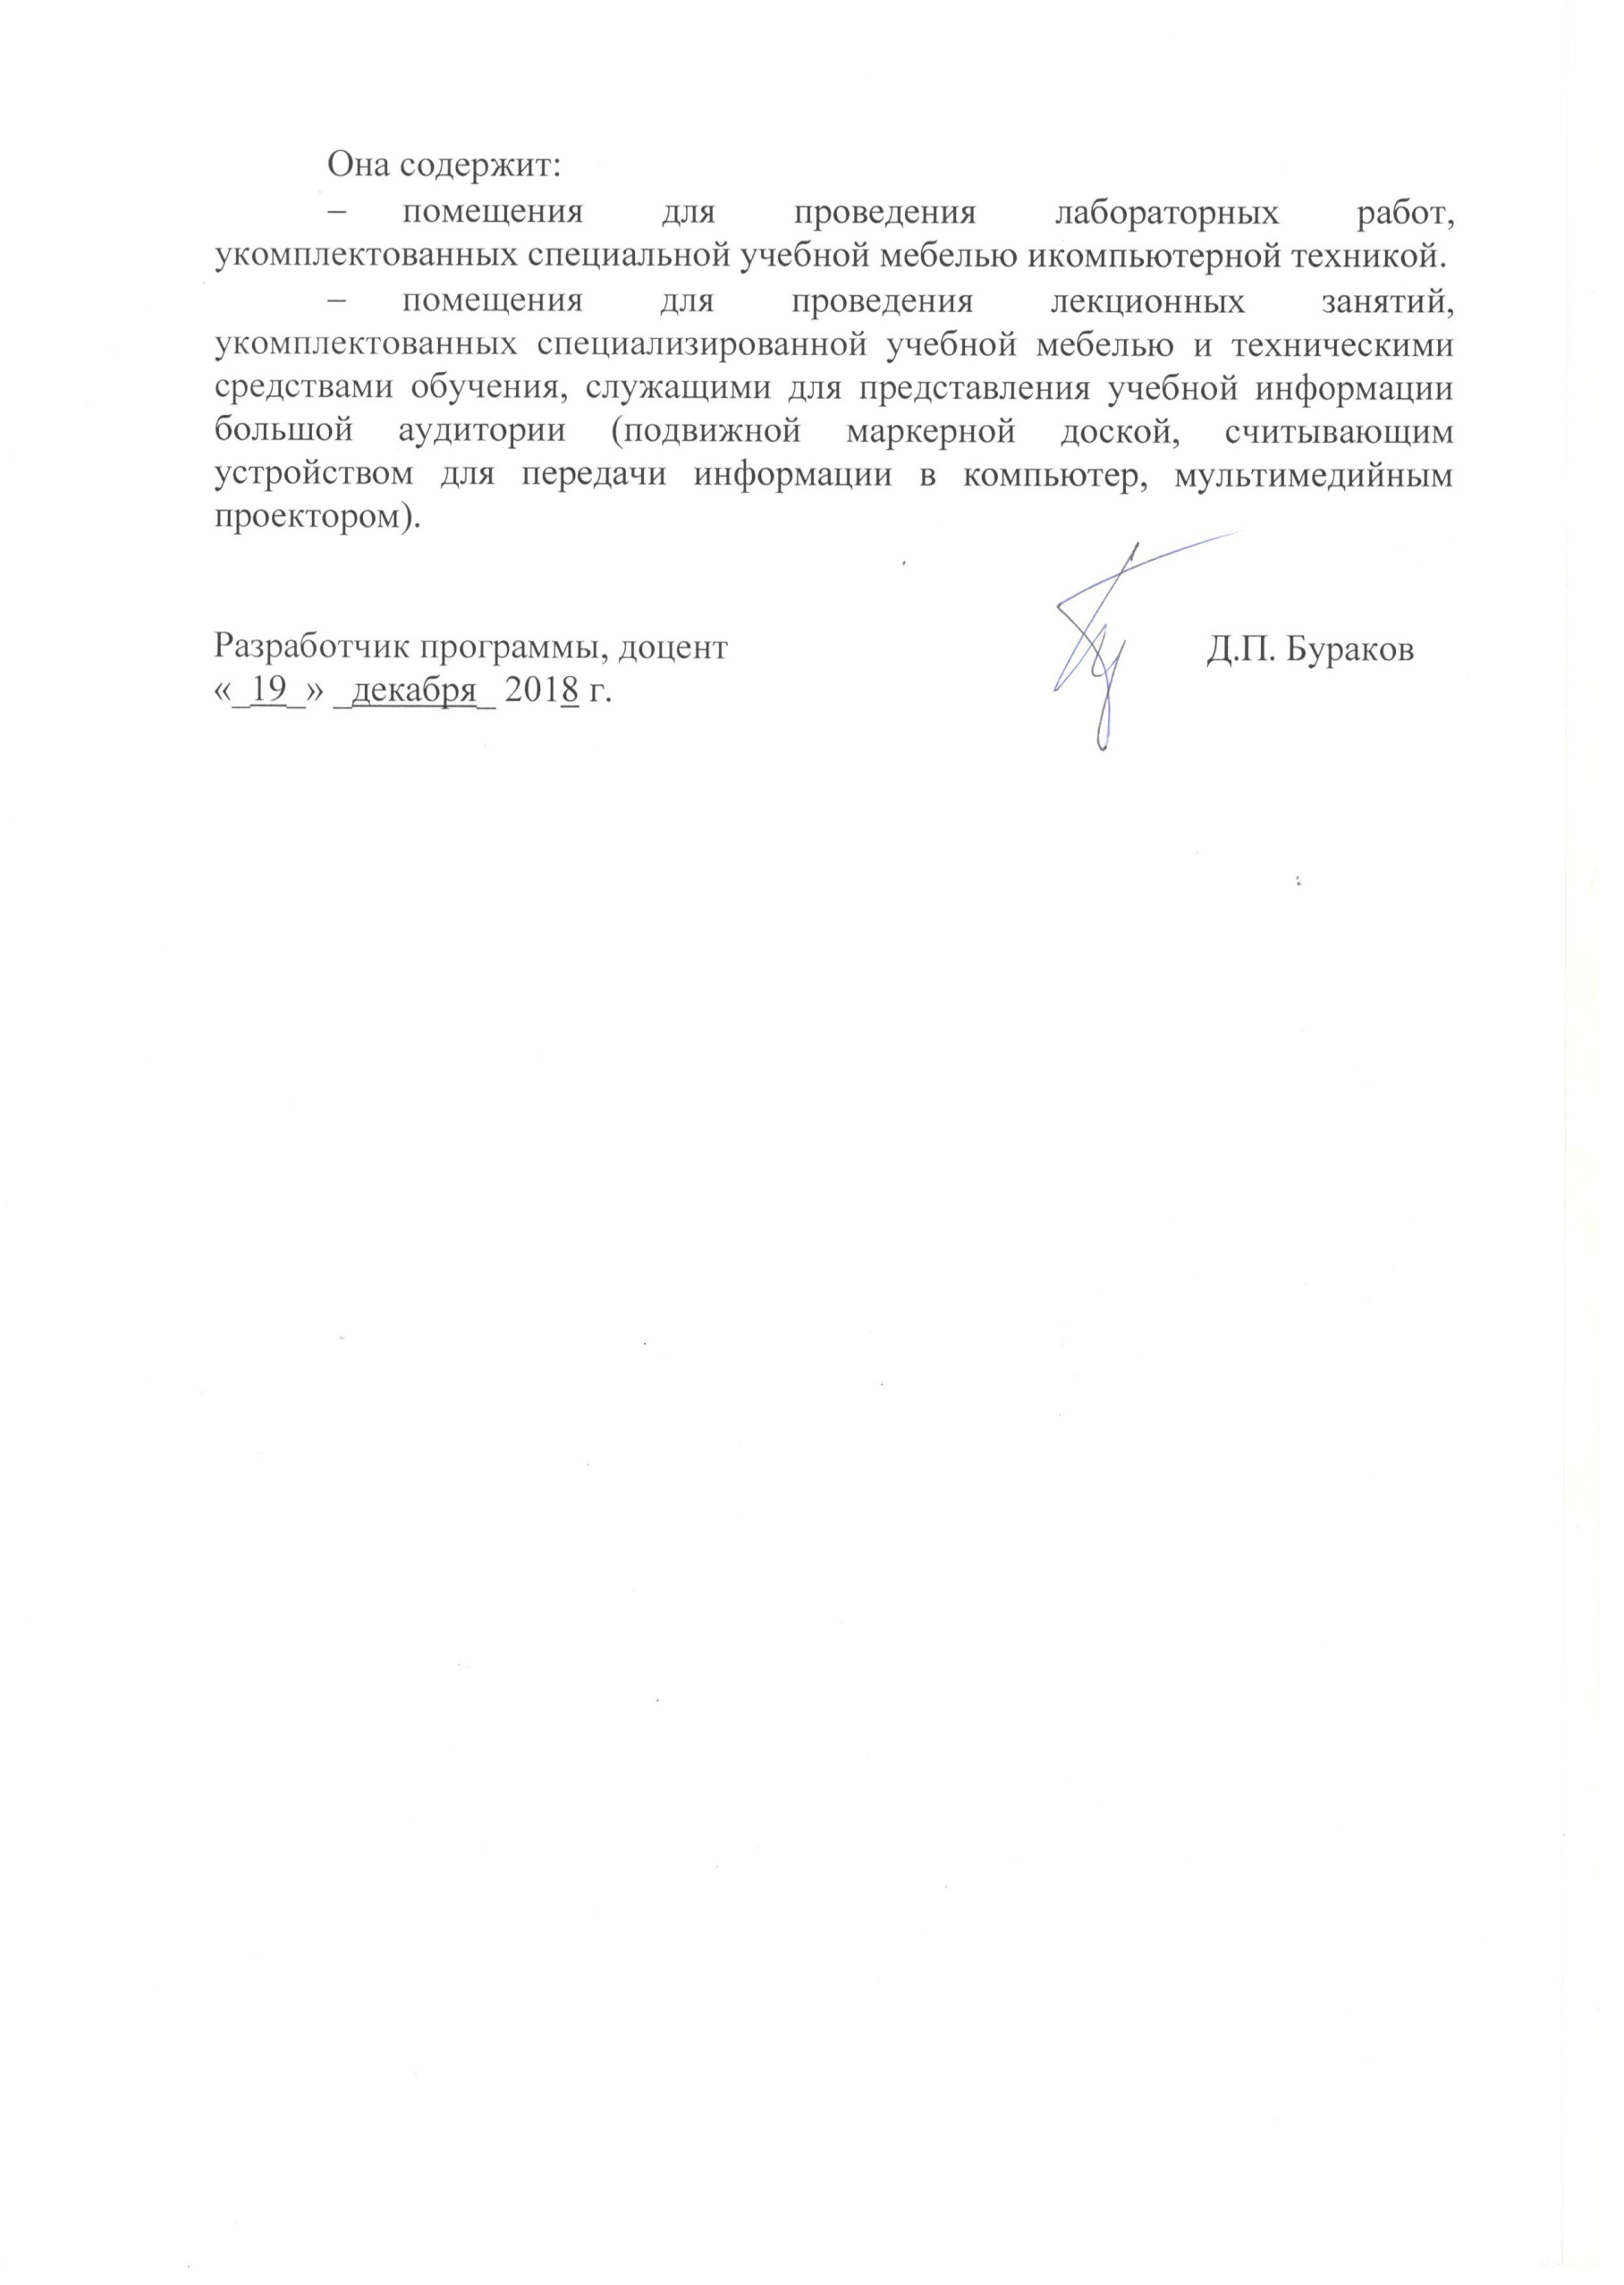 Она содержит:
– помещения для проведения лабораторных работ,
укомплектованных специальной учебной мебелью икомпьютерной техникой.
– помещения для проведения лекционных занятий,
укомплектованных специализированной учебной мебелью и техническими
средствами обучения, служащими для представления учебной информации
большой аудитории (подвижной маркерной доской, считывающим
устройством для передачи информации в компьютер, мультимедийным
проектором).
Разработчик программы, доцент Д.П. Бураков
«_19_» _декабря_ 2018 г.